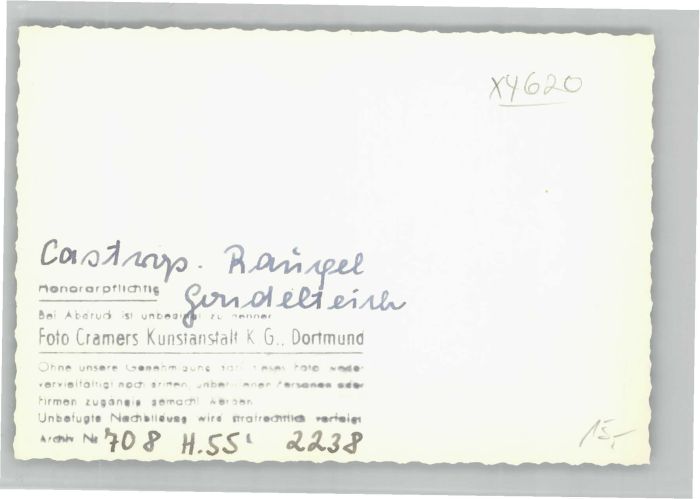 X4620
Castrop. Rauxel
Honorarpflichtig
Gondelteich
Bei Abdruck ist unbedingt zu nennen
Foto Cramers Kunstanstalt K.G., Dortmund
Ohne unsere Genehmigung darf dieses Foto weder
vervielfältigt noch dritten, unberufenen Personen oder
Firmen zugängig gemacht werden
Unbefugte Nachbildung wird strafrechtlich verfolgt
Archiv Nr 708 H.55' 2238
15,-